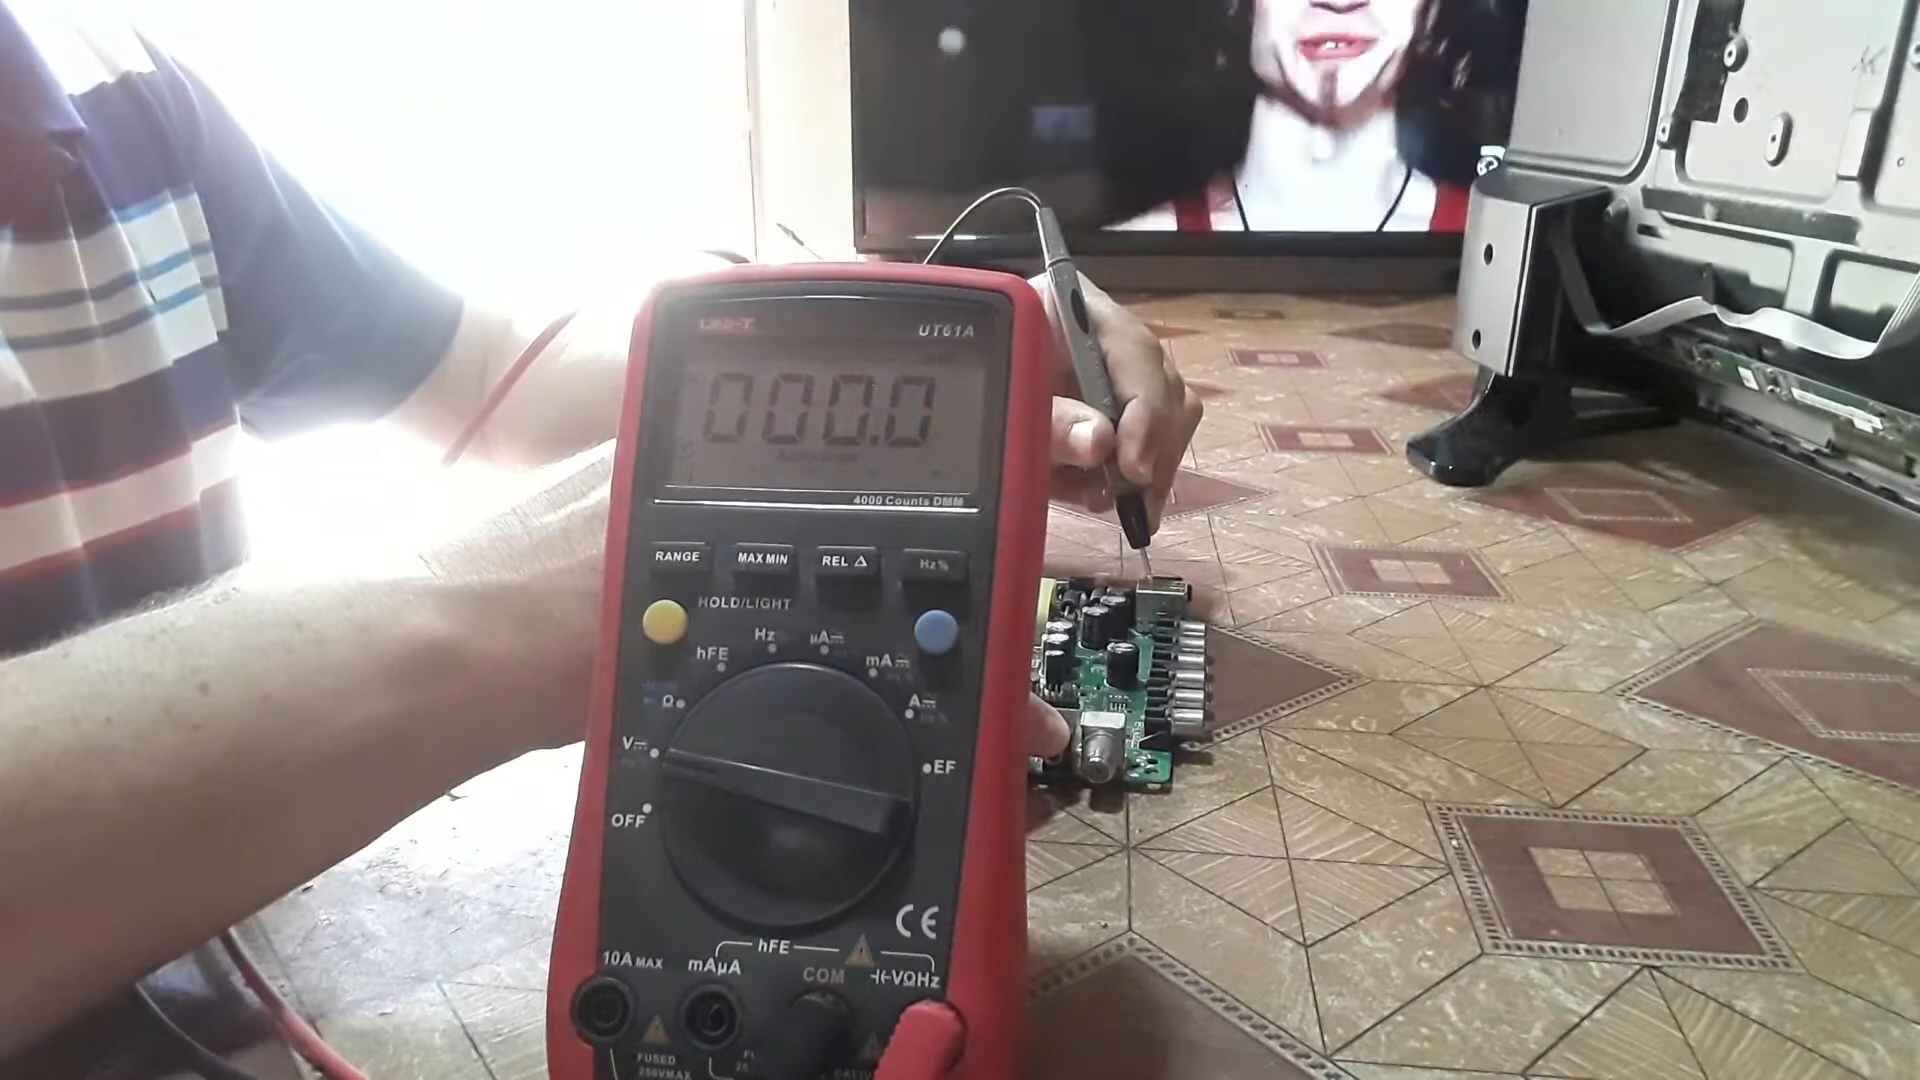 UNI-T
UT61A
000.0
4000 Counts DMM
RANGE
MAX MIN
REL Δ
Hz %
HOLD/LIGHT
Hz
µA
hFE
mA
Ω
A
V
EF
OFF
CE
hFE
10A MAX
mAµA
COM
VΩHz
FUSED
250VMAX